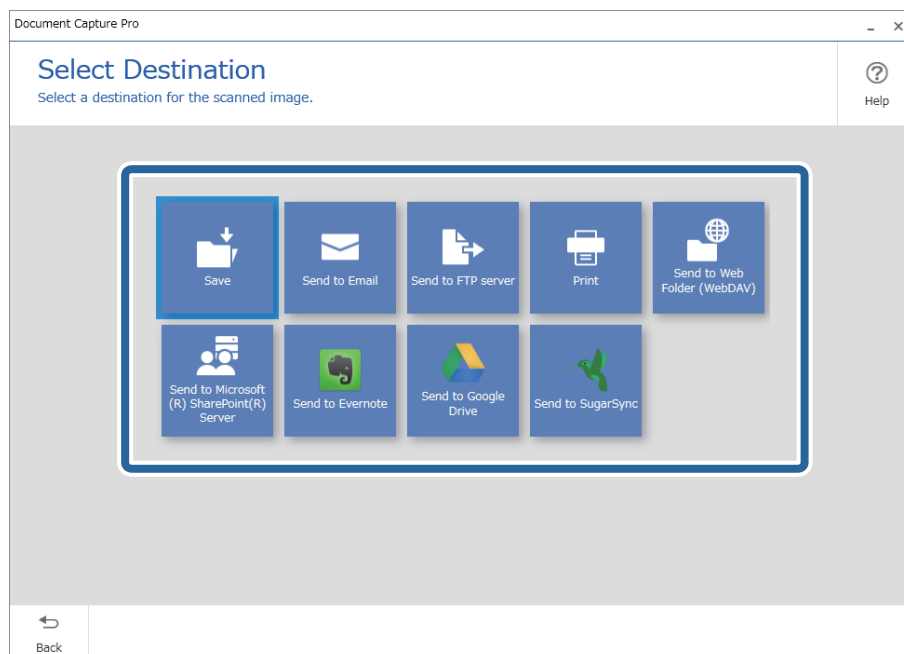 Document Capture Pro
Select Destination
Select a destination for the scanned image.
Help
Save
Send to Email
Send to FTP server
Print
Send to Web
Folder (WebDAV)
Send to Microsoft
(R) SharePoint(R)
Server
Send to Evernote
Send to Google
Drive
Send to SugarSync
Back